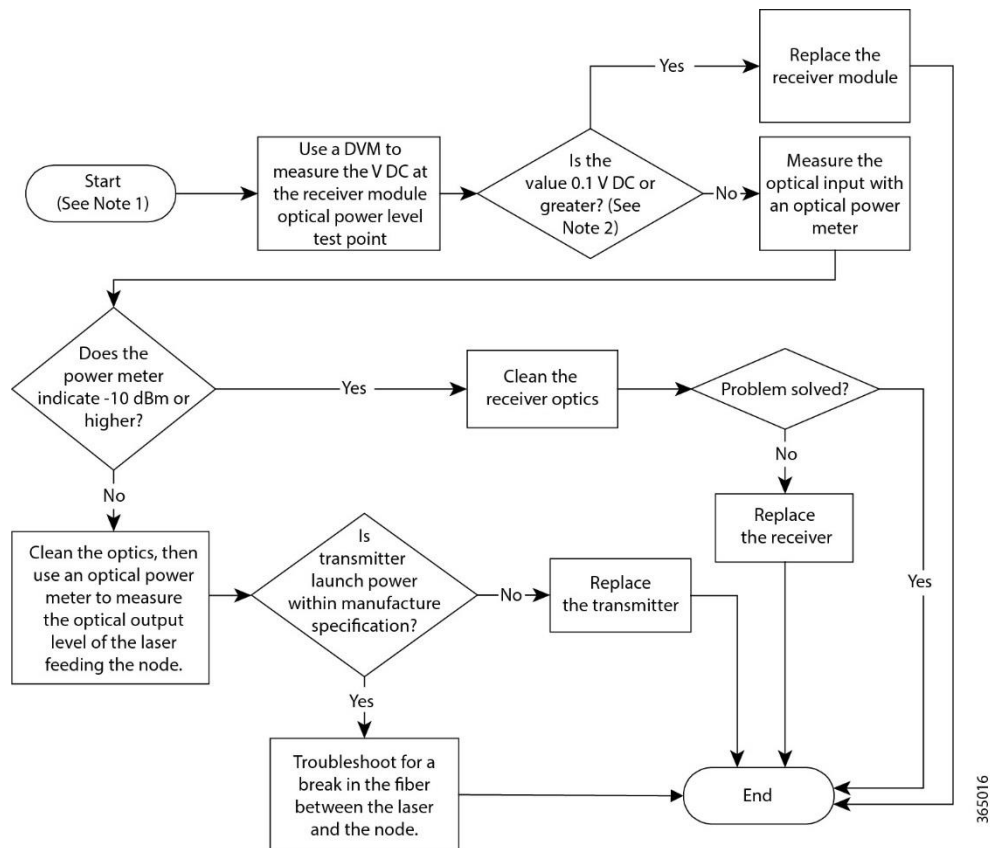 Start
(See Note 1)
Use a DVM to
measure the V DC at
the receiver module
optical power level
test point
Is the
value 0.1 V DC or
greater? (See
Note 2)
Yes
Replace the
receiver module
No
Measure the
optical input with
an optical power
meter
Does the
power meter
indicate -10 dBm or
higher?
Yes
Clean the
receiver optics
Problem solved?
No
Replace
the receiver
Yes
No
Clean the optics, then
use an optical power
meter to measure
the optical output
level of the laser
feeding the node.
Is
transmitter
launch power
within manufacture
specification?
No
Replace
the transmitter
Yes
Troubleshoot for a
break in the fiber
between the laser
and the node.
End
365016